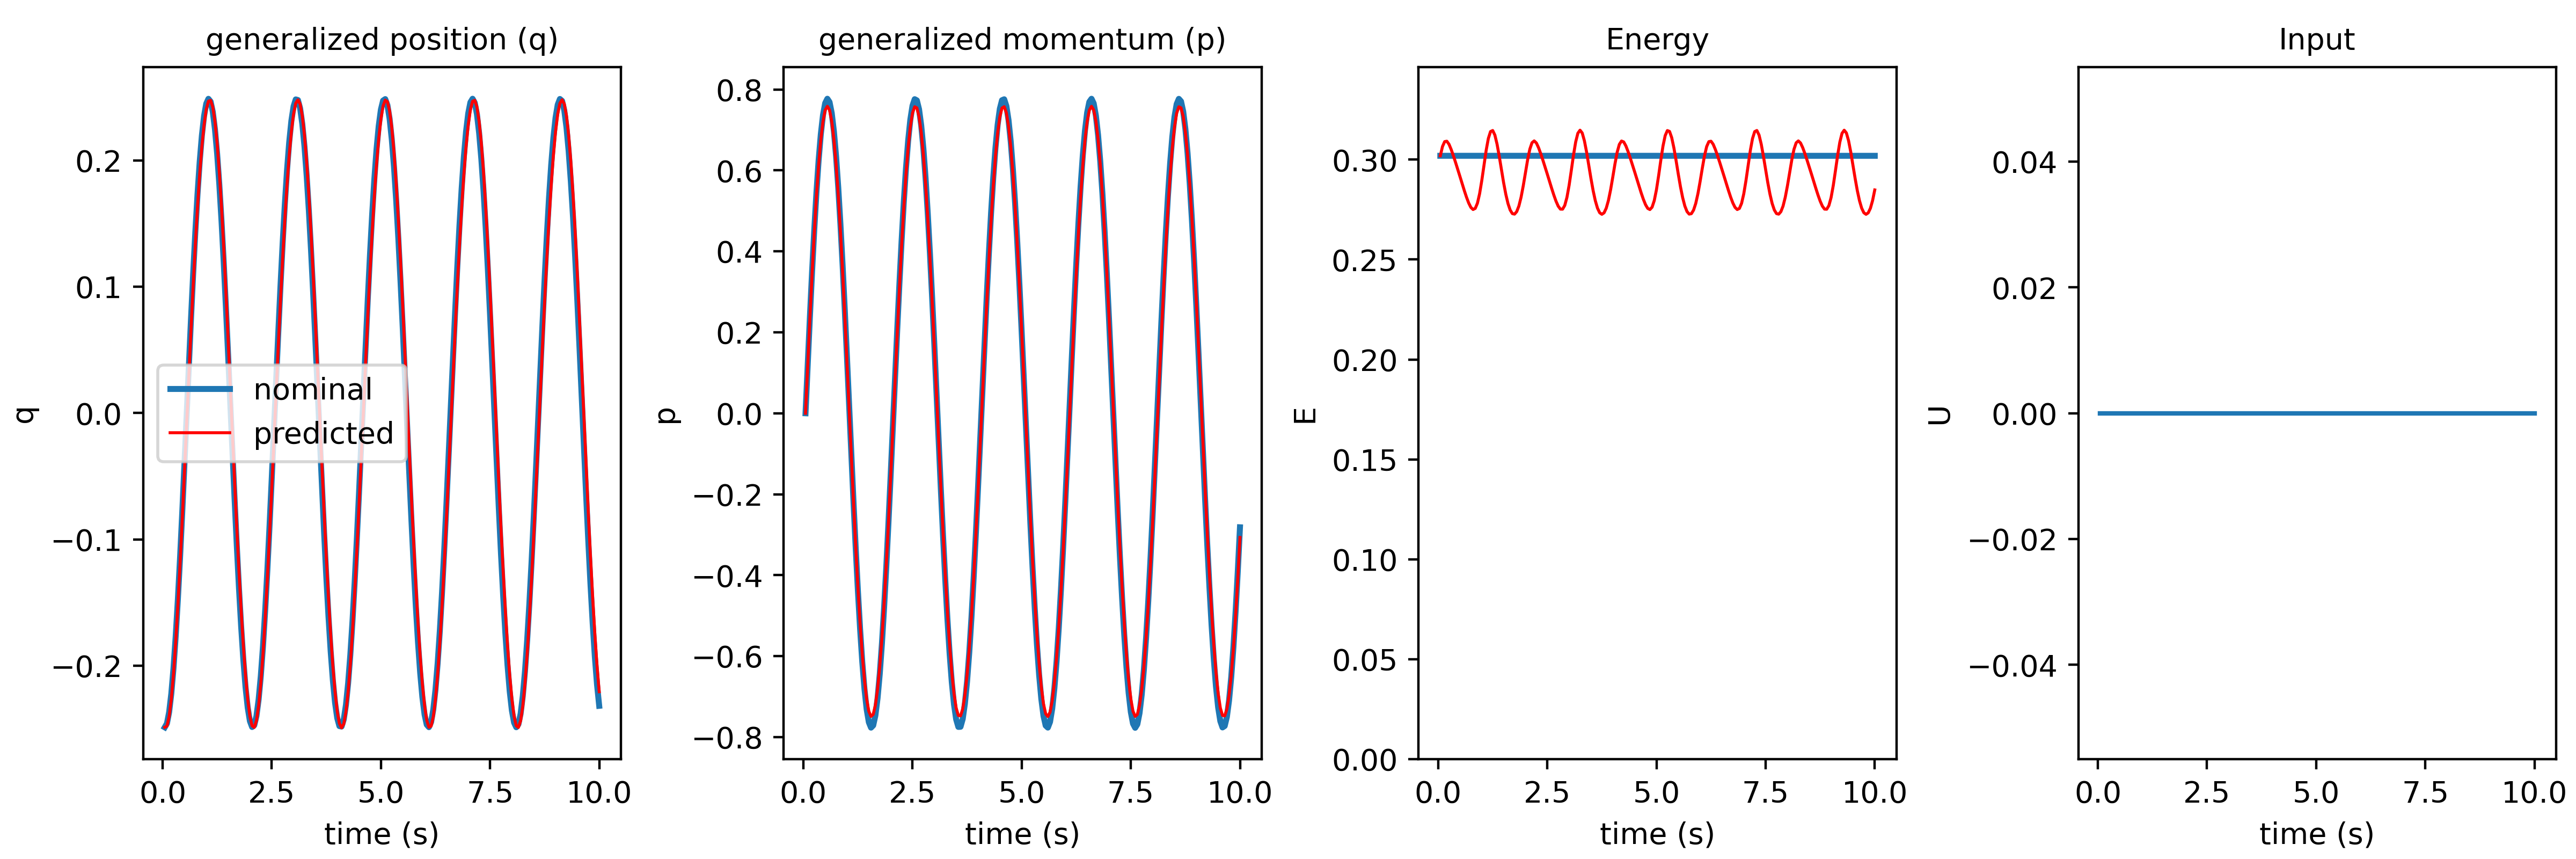 generalized position (q)
0.2
0.1
0.0
−0.1
−0.2
q
nominal
predicted
0.0 2.5 5.0 7.5 10.0
time (s)
generalized momentum (p)
0.8
0.6
0.4
0.2
0.0
−0.2
−0.4
−0.6
−0.8
p
0.0 2.5 5.0 7.5 10.0
time (s)
Energy
0.30
0.25
0.20
0.15
0.10
0.05
0.00
E
0.0 2.5 5.0 7.5 10.0
time (s)
Input
0.04
0.02
0.00
−0.02
−0.04
U
0.0 2.5 5.0 7.5 10.0
time (s)